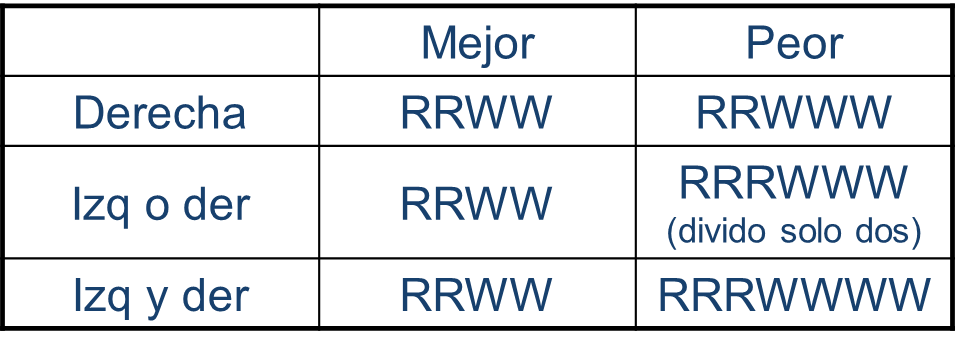 Mejor Peor
Derecha RRWW RRWWW
Izq o der RRWW RRRWWW
(divido solo dos)
Izq y der RRWW RRRWWWW